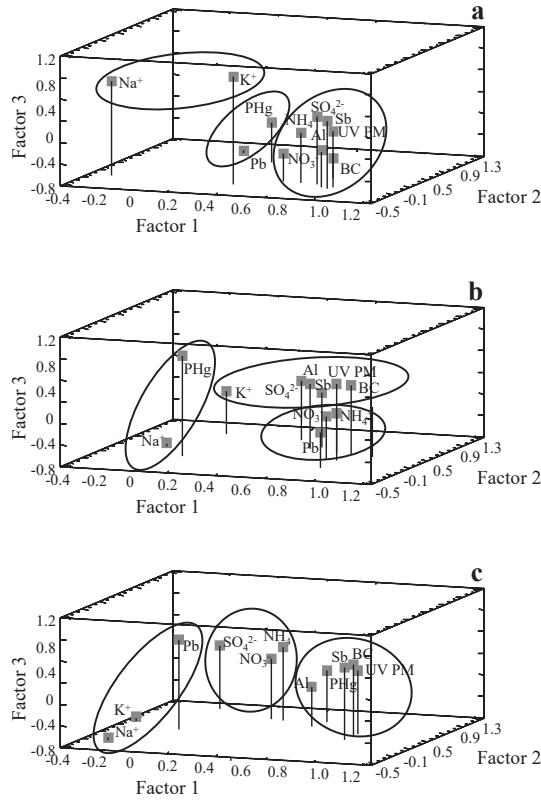 a
1.2
0.8
0.4
0
-0.4
-0.8
Factor 3
-0.4
-0.2
0
0.2
0.4
0.6
0.8
1.0
1.2
Factor 1
-0.5
-0.1
0.5
0.9
1.3
Factor 2
Na⁺
K⁺
PHg
Pb
NH₄
SO₄²⁻
Sb
Al
UV PM
NO₃
BC
b
1.2
0.8
0.4
0
-0.4
-0.8
Factor 3
-0.4
-0.2
0
0.2
0.4
0.6
0.8
1.0
1.2
Factor 1
-0.5
-0.1
0.5
0.9
1.3
Factor 2
PHg
Na⁺
K⁺
Al
UV PM
SO₄²⁻
Sb
BC
NO₃
NH₄
Pb
c
1.2
0.8
0.4
0
-0.4
-0.8
Factor 3
-0.4
-0.2
0
0.2
0.4
0.6
0.8
1.0
1.2
Factor 1
-0.5
-0.1
0.5
0.9
1.3
Factor 2
Pb
K⁺
Na⁺
SO₄²⁻
NH₄
NO₃
Sb
BC
UV PM
Al
PHg